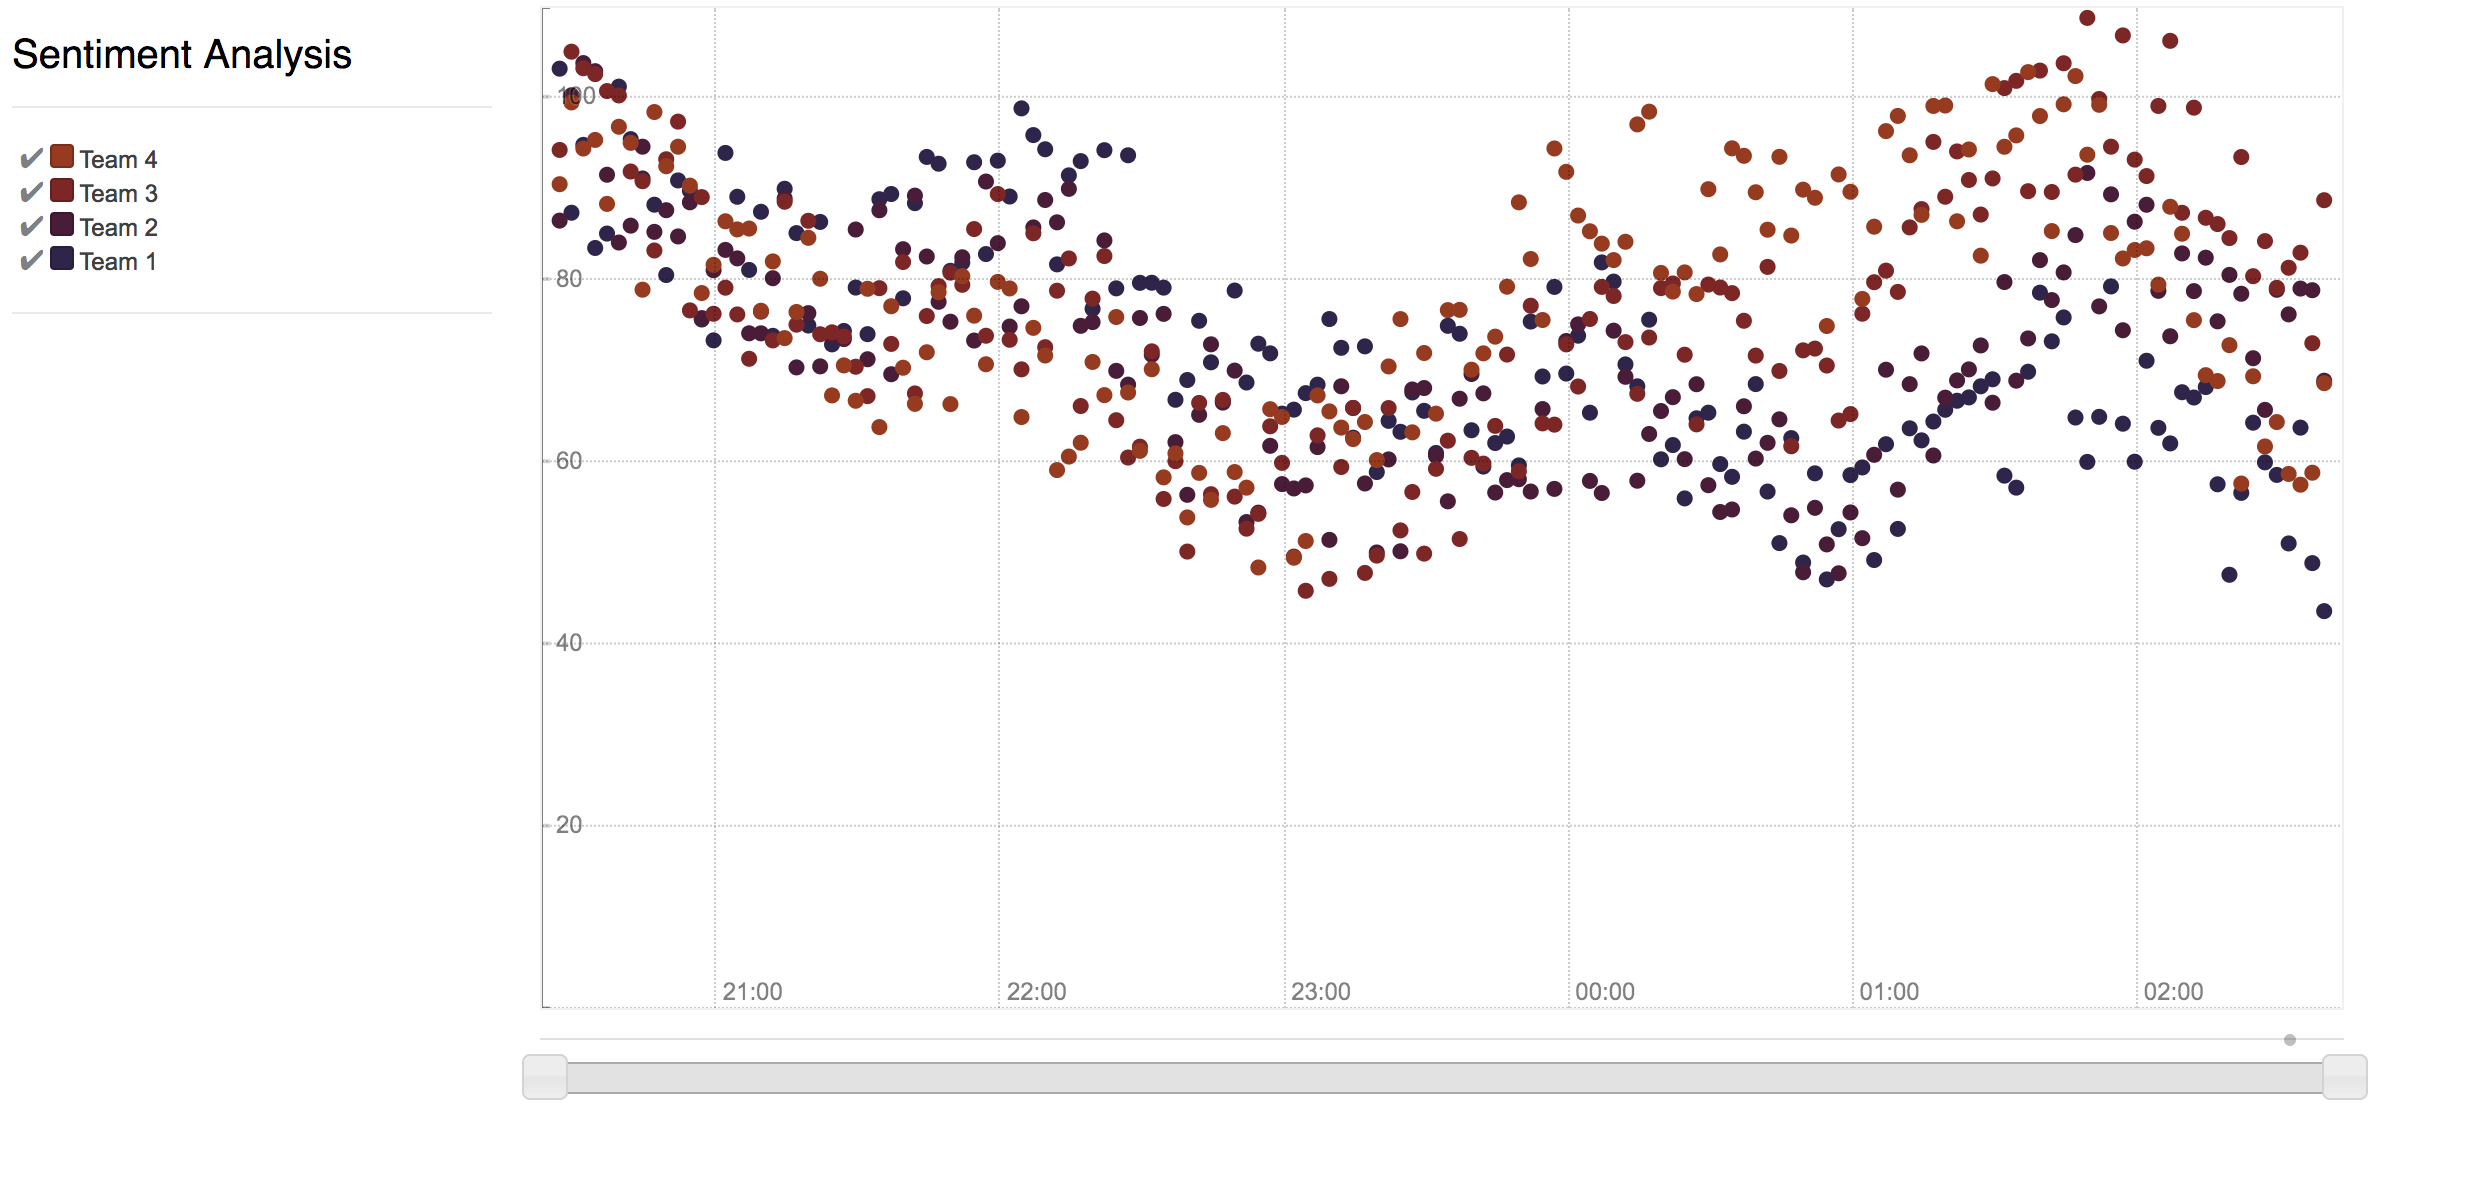 Sentiment Analysis
✔ Team 4
✔ Team 3
✔ Team 2
✔ Team 1
100
80
60
40
20
21:00 22:00 23:00 00:00 01:00 02:00